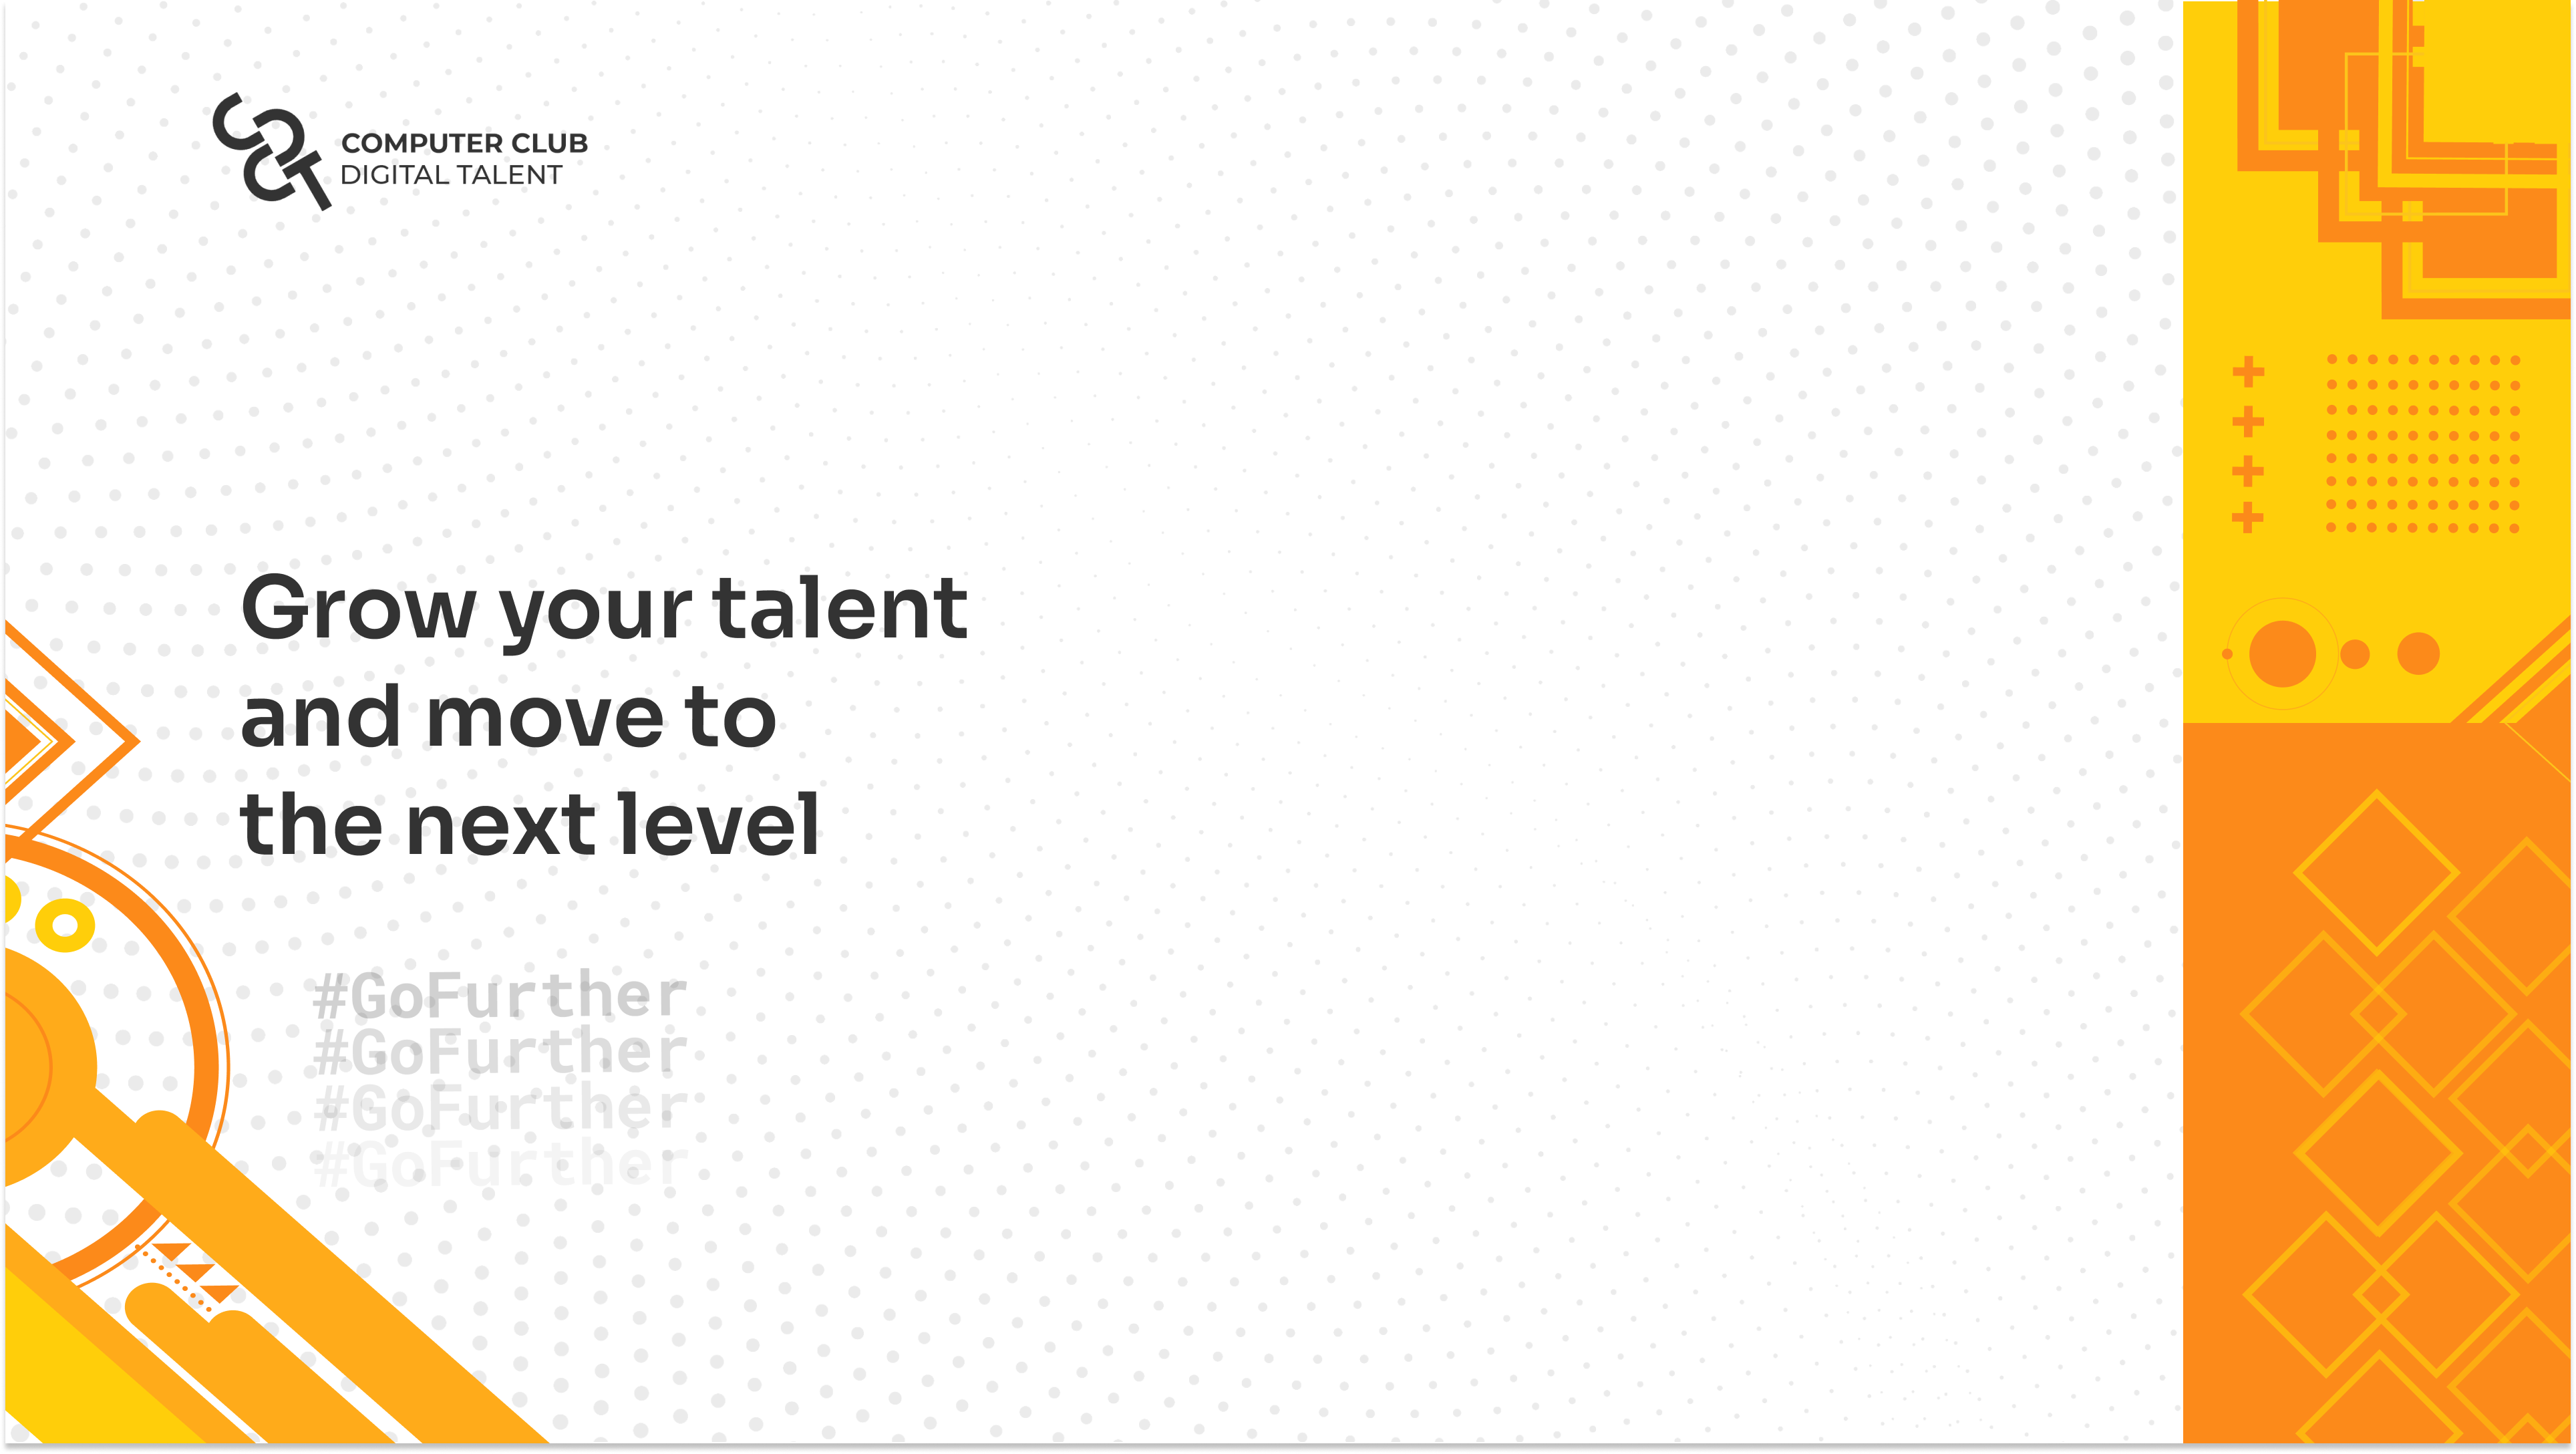 COMPUTER CLUB
DIGITAL TALENT
Grow your talent
and move to
the next level
#GoFurther
#GoFurther
#GoFurther
#GoFurther